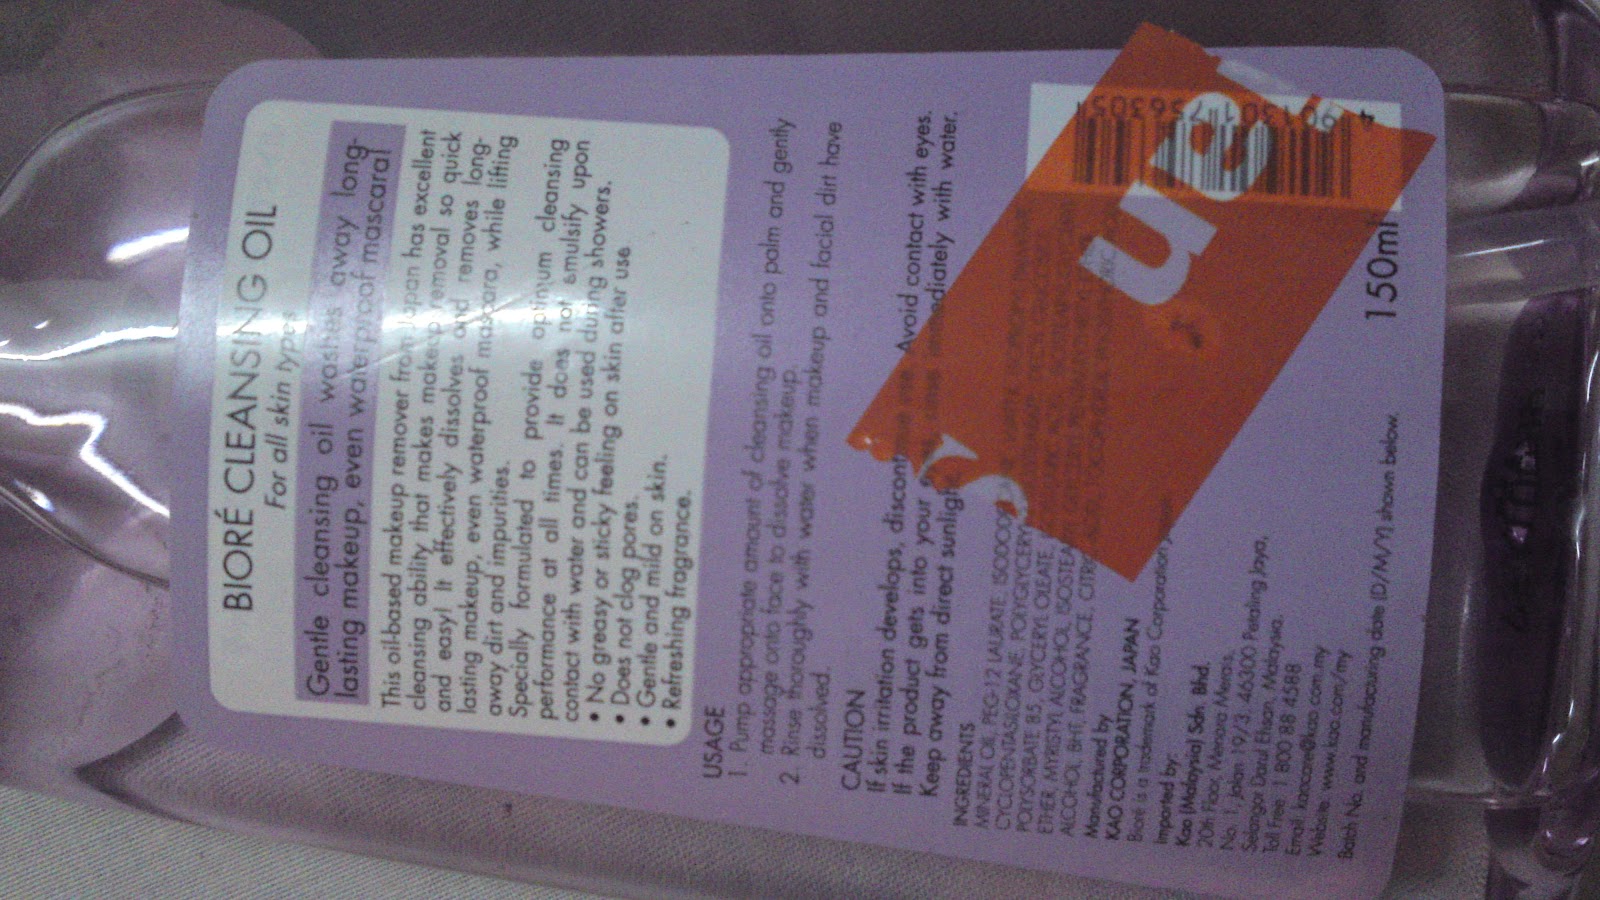 BIORÉ CLEANSING OIL
For all skin types
Gentle cleansing oil washes away long-
lasting makeup, even waterproof mascara!
This oil-based makeup remover from Japan has excellent
cleansing ability that makes makeup removal so quick
and easy! It effectively dissolves and removes long-
lasting makeup, even waterproof mascara, while lifting
away dirt and impurities.
Specially formulated to provide optimum cleansing
performance at all times. It does not emulsify upon
contact with water and can be used during showers.
• No greasy or sticky feeling on skin after use.
• Does not clog pores.
• Gentle and mild on skin.
• Refreshing fragrance.
USAGE
1. Pump appropriate amount of cleansing oil onto palm and gently
massage onto face to dissolve makeup.
2. Rinse thoroughly with water when makeup and facial dirt have
dissolved.
CAUTION
If skin irritation develops, discontinue use. Avoid contact with eyes.
If the product gets into your eyes, rinse immediately with water.
Keep away from direct sunlight
INGREDIENTS
MINERAL OIL, PEG-12 LAURATE,
CYCLOPENTASILOXANE,
POLYSORBATE 85, GLYCERYL OLEATE,
ETHER, MYRISTYL ALCOHOL,
ALCOHOL, BHT, FRAGRANCE,
Manufactured by
KAO CORPORATION, JAPAN
Bioré is a trademark of Kao Corporation
Imported by:
Kao (Malaysia) Sdn. Bhd.
20th Floor, Menara Merais,
No. 1, Jalan 19/3, 46300 Petaling Jaya,
Selangor Darul Ehsan, Malaysia.
Toll Free: 1 800 88 4588
Email: kaocare@kao.com.my
Website: www.kao.com/my
Batch No. and manufacturing date (D/M/Y) shown below.
150ml
4 901301 756305
s
ue
n